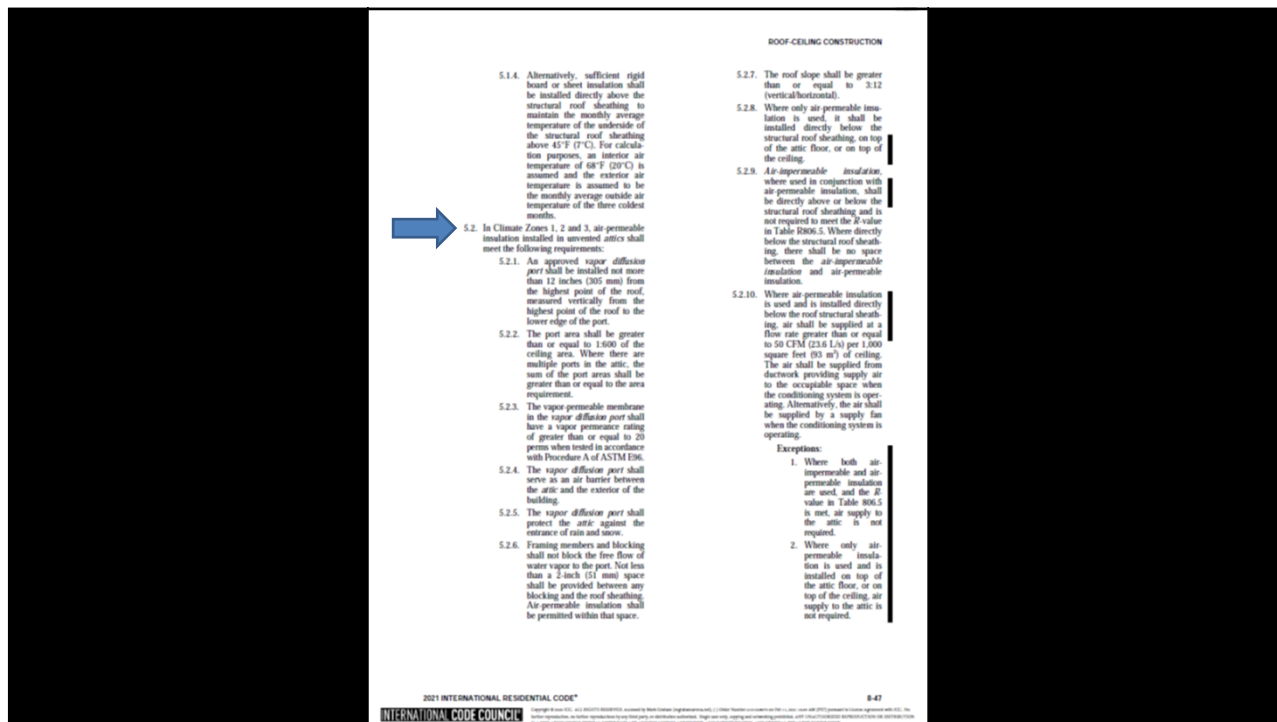 ROOF-CEILING CONSTRUCTION
5.1.4. Alternatively, sufficient rigid
board or sheet insulation shall
be installed directly above the
structural roof sheathing to
maintain the monthly average
temperature of the underside of
the structural roof sheathing
above 45°F (7°C). For calcula-
tion purposes, an interior air
temperature of 68°F (20°C) is
assumed and the exterior air
temperature is assumed to be
the monthly average outside air
temperature of the three coldest
months.
5.2. In Climate Zones 1, 2 and 3, air-permeable
insulation installed in unvented attics shall
meet the following requirements:
5.2.1. An approved vapor diffusion
port shall be installed not more
than 12 inches (305 mm) from
the highest point of the roof,
measured vertically from the
highest point of the roof to the
lower edge of the port.
5.2.2. The port area shall be greater
than or equal to 1:600 of the
ceiling area. Where there are
multiple ports in the attic, the
sum of the port areas shall be
greater than or equal to the area
requirement.
5.2.3. The vapor-permeable membrane
in the vapor diffusion port shall
have a vapor permeance rating
of greater than or equal to 20
perms when tested in accordance
with Procedure A of ASTM E96.
5.2.4. The vapor diffusion port shall
serve as an air barrier between
the attic and the exterior of the
building.
5.2.5. The vapor diffusion port shall
protect the attic against the
entrance of rain and snow.
5.2.6. Framing members and blocking
shall not block the free flow of
water vapor to the port. Not less
than a 2-inch (51 mm) space
shall be provided between any
blocking and the roof sheathing.
Air-permeable insulation shall
be permitted within that space.
5.2.7. The roof slope shall be greater
than or equal to 3:12
(vertical/horizontal).
5.2.8. Where only air-permeable insu-
lation is used, it shall be
installed directly below the
structural roof sheathing, on top
of the attic floor, or on top of
the ceiling.
5.2.9. Air-impermeable insulation,
where used in conjunction with
air-permeable insulation, shall
be directly above or below the
structural roof sheathing and is
not required to meet the R-value
in Table R806.5. Where directly
below the structural roof sheath-
ing, there shall be no space
between the air-impermeable
insulation and air-permeable
insulation.
5.2.10. Where air-permeable insulation
is used and is installed directly
below the roof structural sheath-
ing, air shall be supplied at a
flow rate greater than or equal
to 50 CFM (23.6 L/s) per 1,000
square feet (93 m²) of ceiling.
The air shall be supplied from
ductwork providing supply air
to the occupiable space when
the conditioning system is oper-
ating. Alternatively, the air shall
be supplied by a supply fan
when the conditioning system is
operating.
Exceptions:
1. Where both air-
impermeable and air-
permeable insulation
are used, and the R-
value in Table 806.5
is met, air supply to
the attic is not
required.
2. Where only air-
permeable insula-
tion is used and is
installed on top of
the attic floor, or on
top of the ceiling, air
supply to the attic is
not required.
2021 INTERNATIONAL RESIDENTIAL CODE®
8-47
INTERNATIONAL CODE COUNCIL®